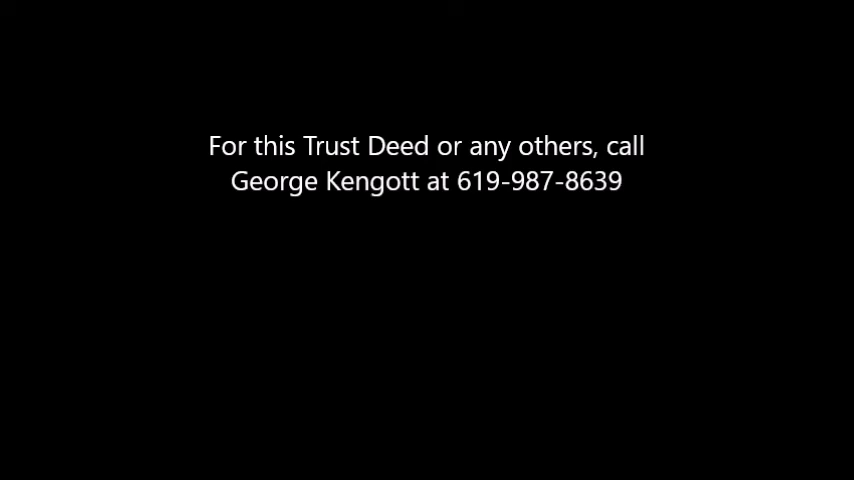 For this Trust Deed or any others, call
George Kengott at 619-987-8639